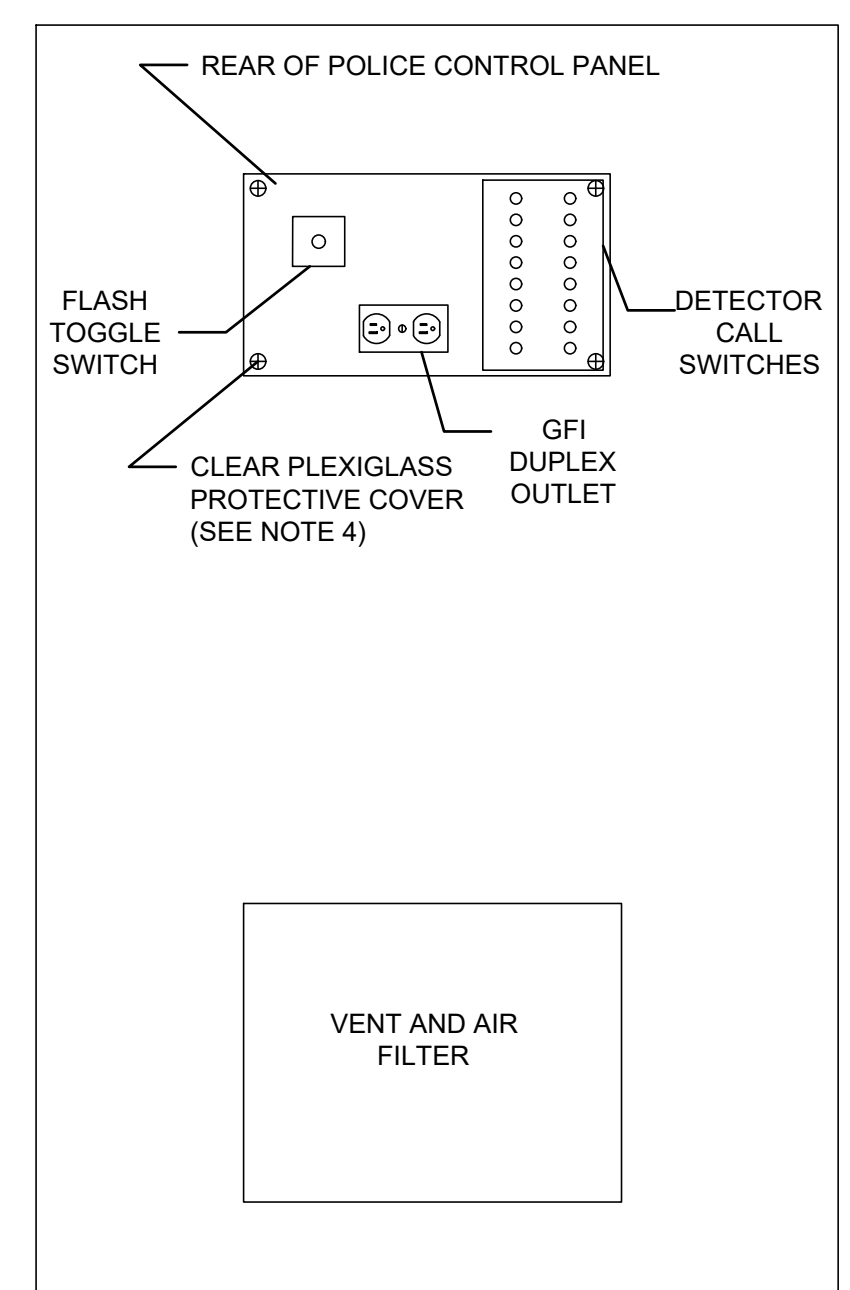 REAR OF POLICE CONTROL PANEL
FLASH
TOGGLE
SWITCH
DETECTOR
CALL
SWITCHES
CLEAR PLEXIGLASS
PROTECTIVE COVER
(SEE NOTE 4)
GFI
DUPLEX
OUTLET
VENT AND AIR
FILTER